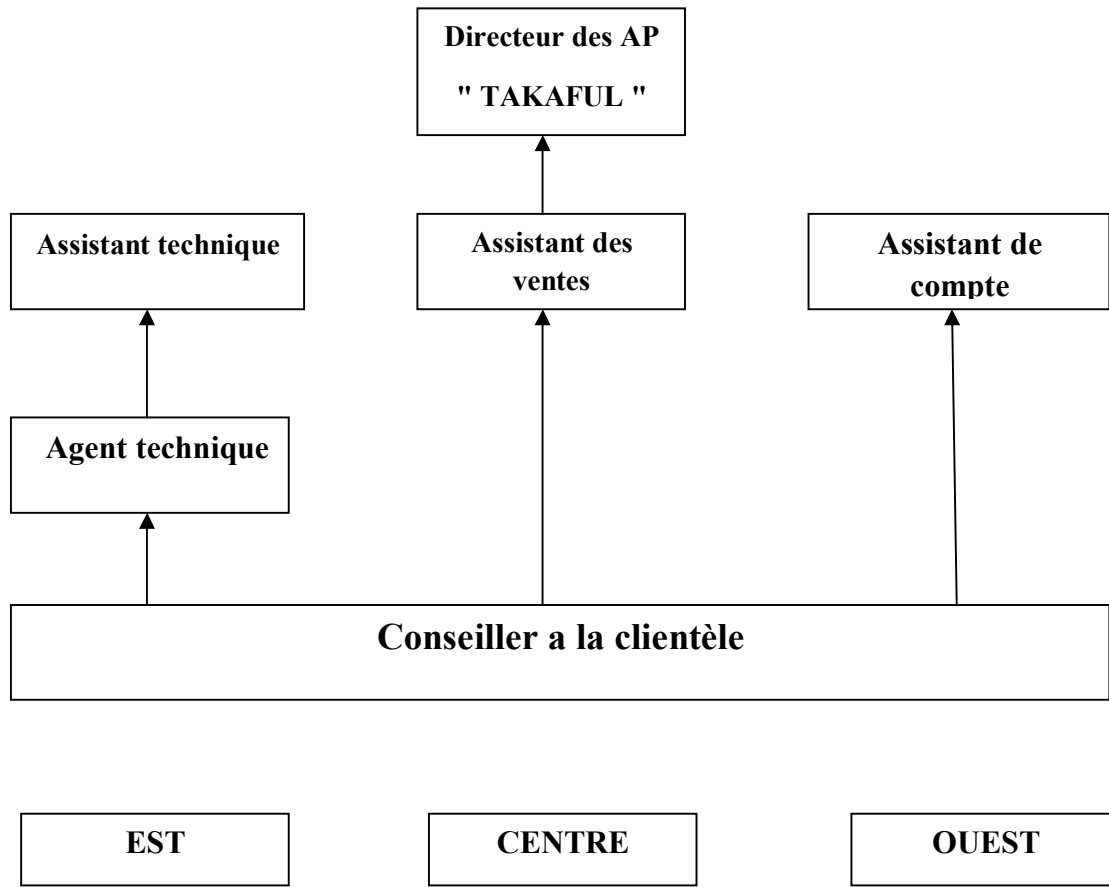 Directeur des AP
" TAKAFUL "
Assistant technique
Assistant des
ventes
Assistant de
compte
Agent technique
Conseiller a la clientèle
EST
CENTRE
OUEST